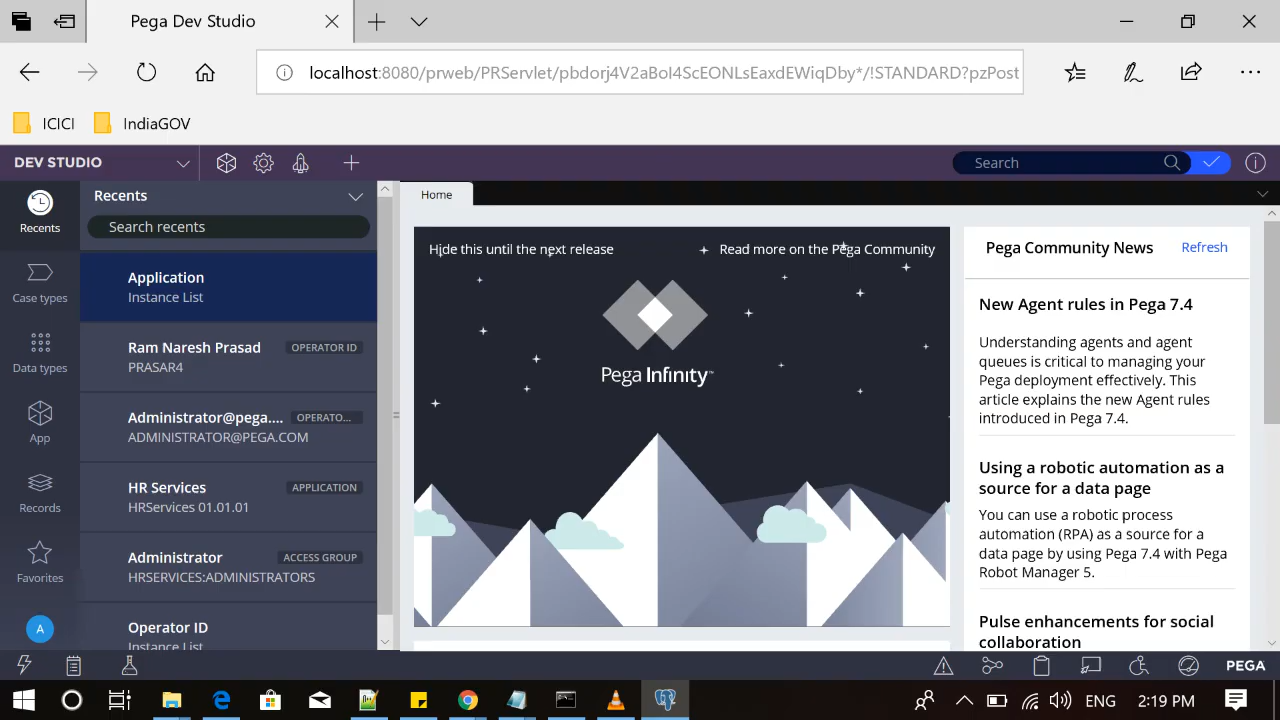 Pega Dev Studio
localhost:8080/prweb/PRServlet/pbdorj4V2aBoI4ScEONLsEaxdEWiqDby*/!STANDARD?pzPost
ICICI
IndiaGOV
DEV STUDIO
Search
Recents
Case types
Data types
App
Records
Favorites
A
Recents
Search recents
Application
Instance List
Ram Naresh Prasad OPERATOR ID
PRASAR4
Administrator@pega.... OPERATO...
ADMINISTRATOR@PEGA.COM
HR Services APPLICATION
HRServices 01.01.01
Administrator ACCESS GROUP
HRSERVICES:ADMINISTRATORS
Operator ID
Instance List
Home
Hide this until the next release
Read more on the Pega Community
Pega Infinity™
Pega Community News
Refresh
New Agent rules in Pega 7.4
Understanding agents and agent
queues is critical to managing your
Pega deployment effectively. This
article explains the new Agent rules
introduced in Pega 7.4.
Using a robotic automation as a
source for a data page
You can use a robotic process
automation (RPA) as a source for a
data page by using Pega 7.4 with Pega
Robot Manager 5.
Pulse enhancements for social
collaboration
PEGA
ENG
2:19 PM